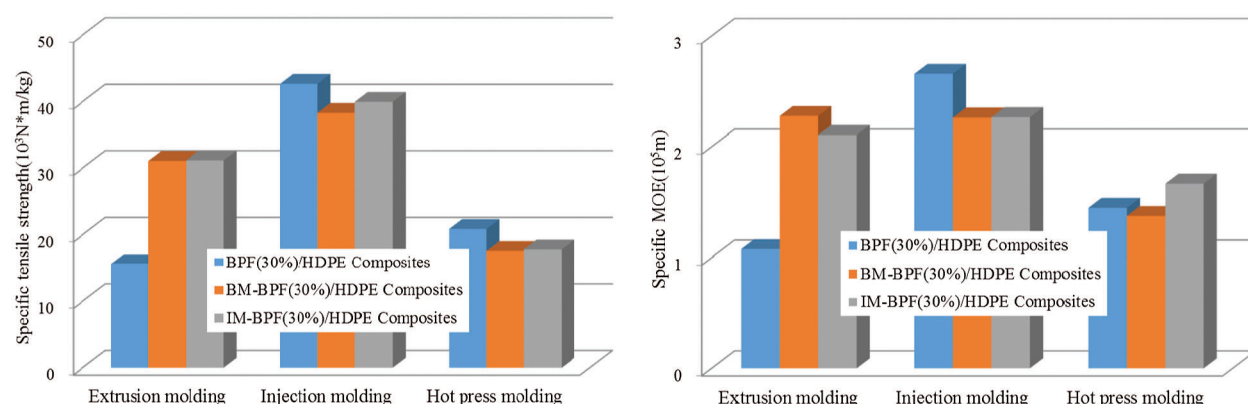 Specific tensile strength(10³N*m/kg)
50
40
30
20
10
0
BPF(30%)/HDPE Composites
BM-BPF(30%)/HDPE Composites
IM-BPF(30%)/HDPE Composites
Extrusion molding Injection molding Hot press molding
Specific MOE(10⁵m)
3
2
1
0
BPF(30%)/HDPE Composites
BM-BPF(30%)/HDPE Composites
IM-BPF(30%)/HDPE Composites
Extrusion molding Injection molding Hot press molding